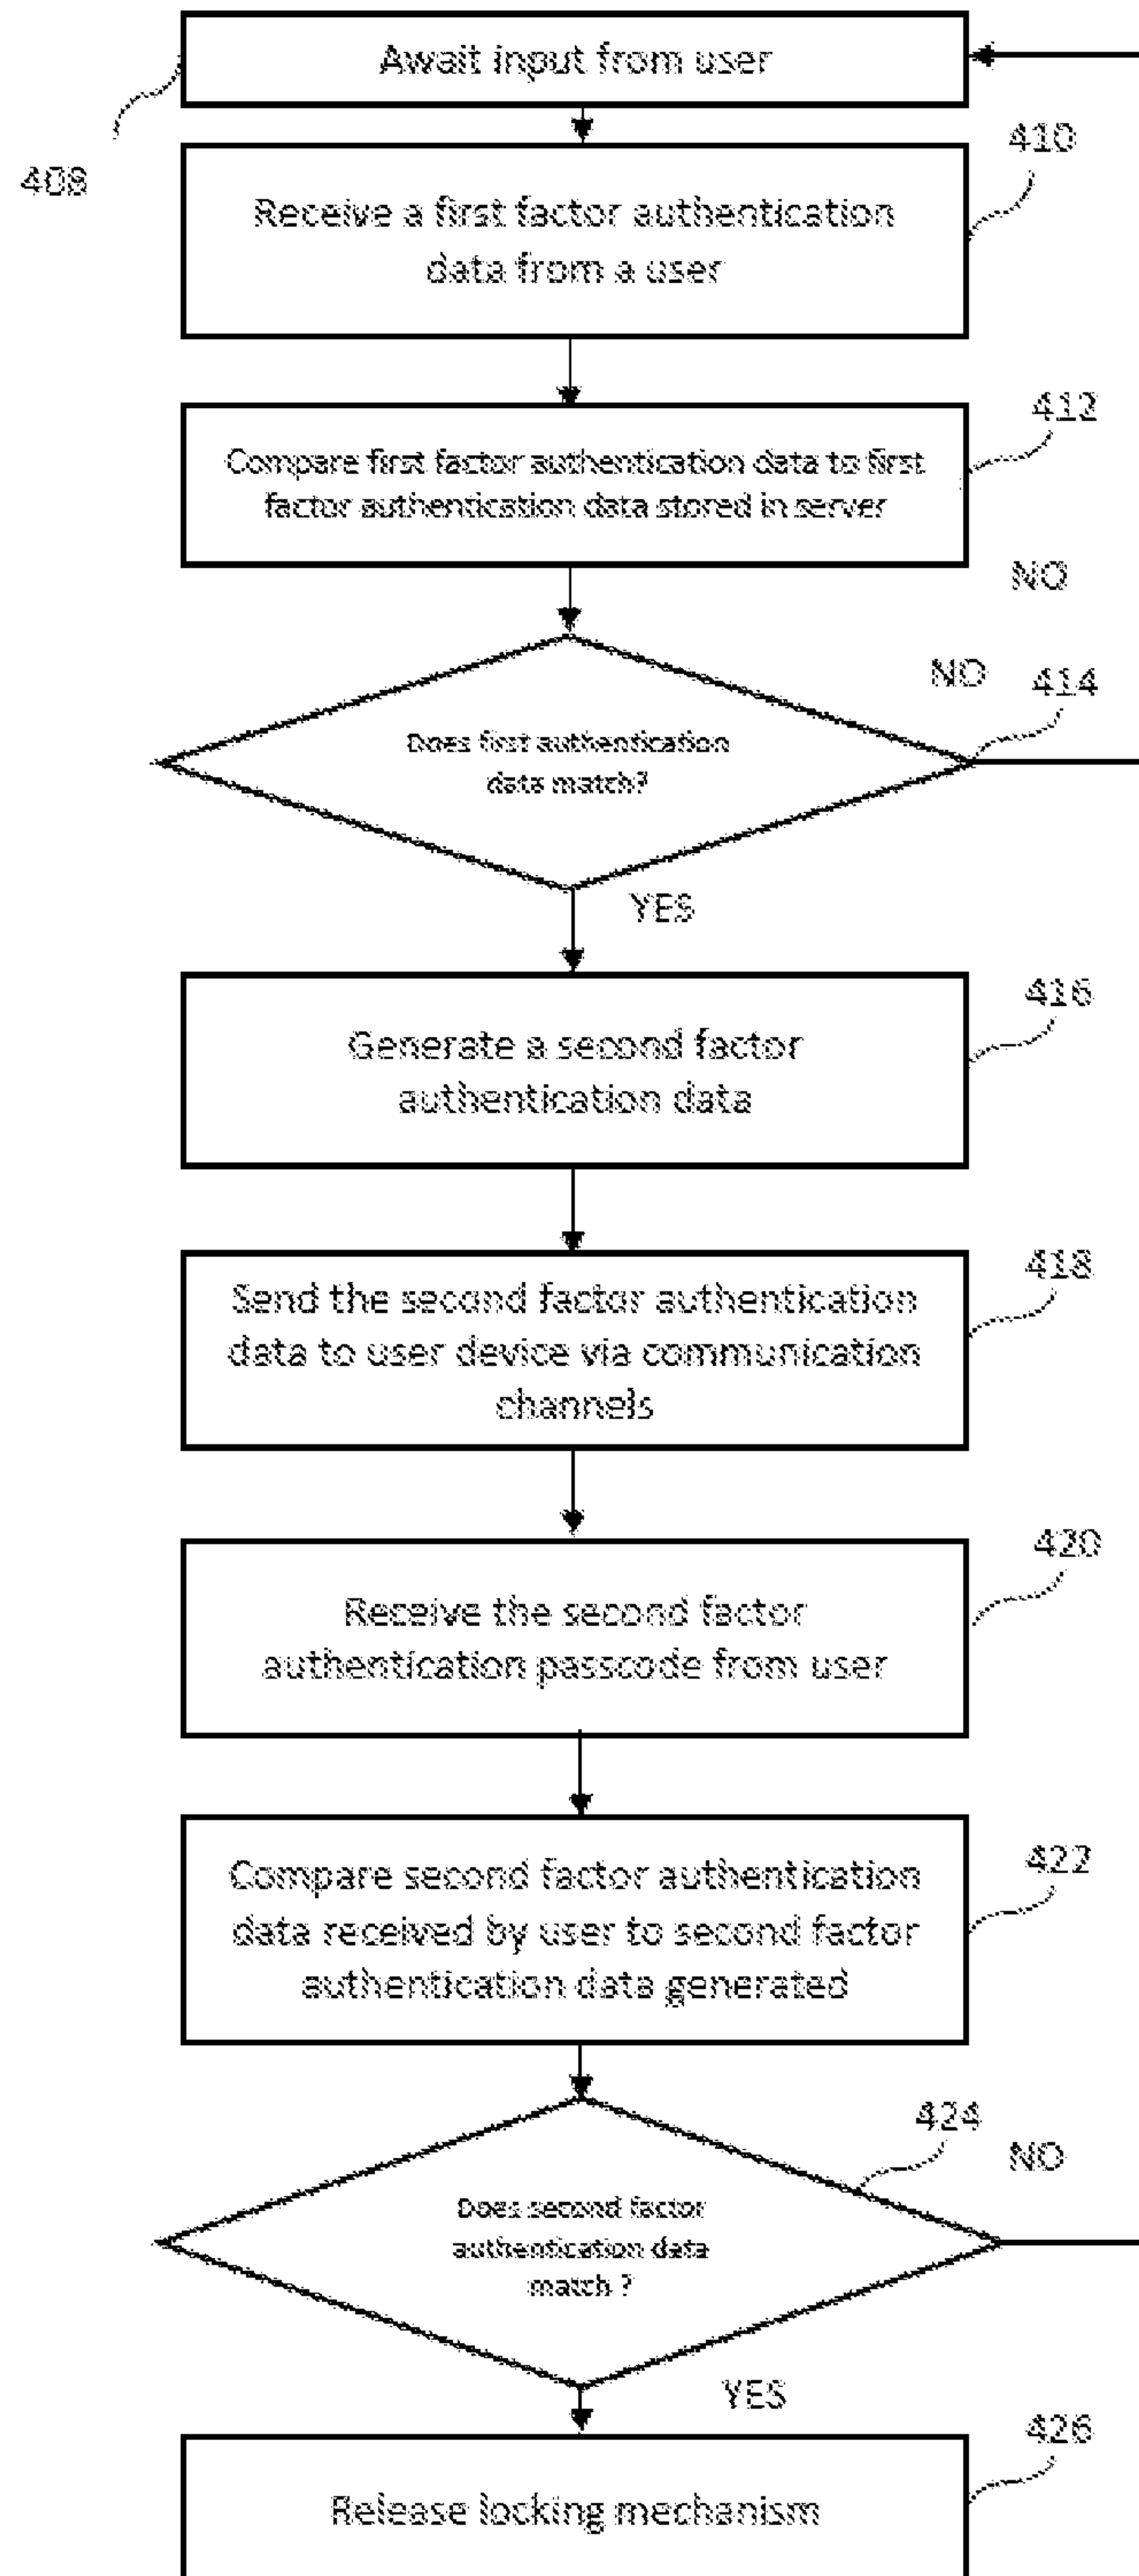 Await input from user
408
410
Receive a first factor authentication
data from a user
412
Compare first factor authentication data to first
factor authentication data stored in server
NO
NO
414
Does first authentication
data match?
YES
416
Generate a second factor
authentication data
418
Send the second factor authentication
data to user device via communication
channels
420
Receive the second factor
authentication passcode from user
422
Compare second factor authentication
data received by user to second factor
authentication data generated
424
NO
Does second factor
authentication data
match ?
YES
426
Release locking mechanism